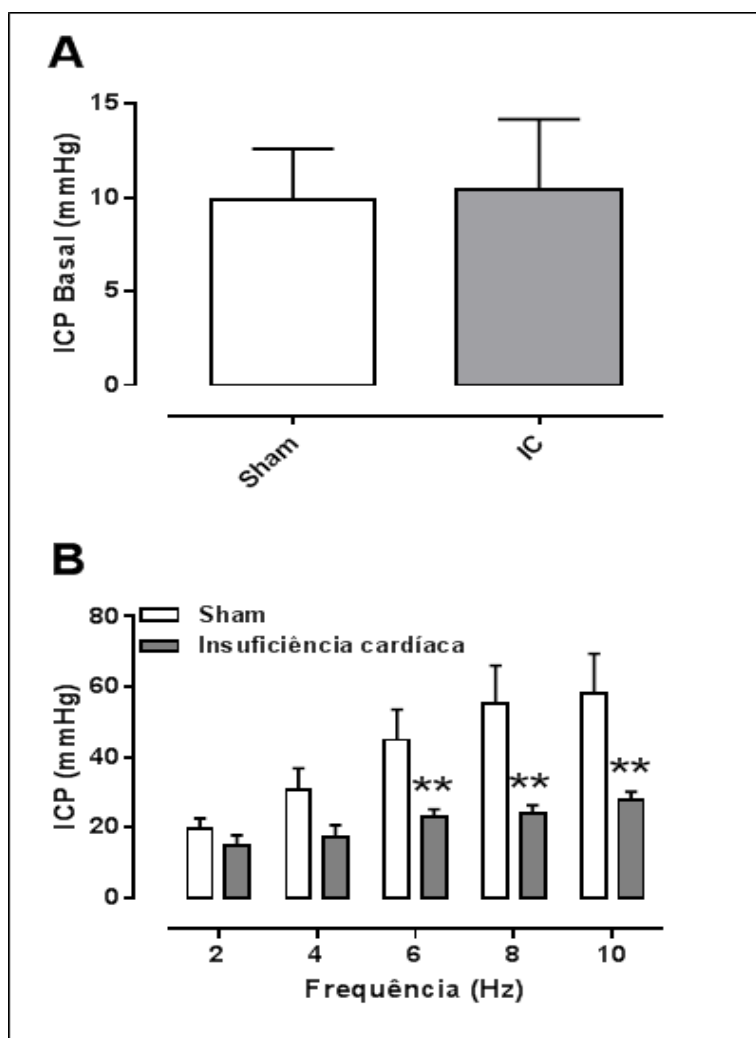 A
ICP Basal (mmHg)
15
10
5
0
Sham
IC
B
ICP (mmHg)
80
60
40
20
0
Sham
Insuficiência cardíaca
**
**
**
2
4
6
8
10
Frequência (Hz)